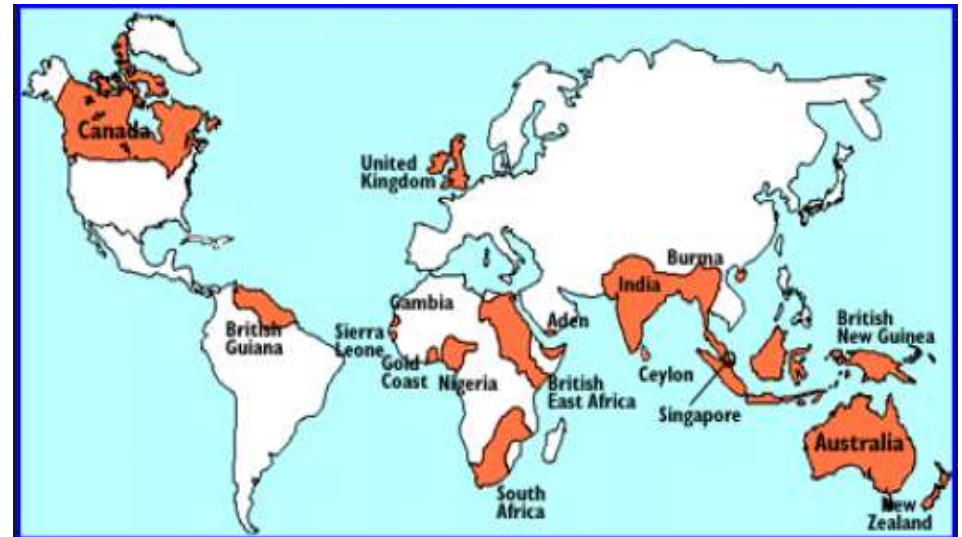 Canada
United
Kingdom
British
Guiana
Gambia
Sierra
Leone
Gold
Coast
Nigeria
South
Africa
Aden
British
East Africa
India
Burma
Ceylon
Singapore
British
New Guinea
Australia
New
Zealand